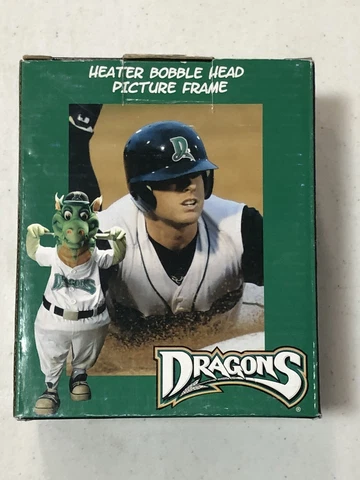 HEATER BOBBLE HEAD
PICTURE FRAME
D
DRAGONS
DRAGONS
®